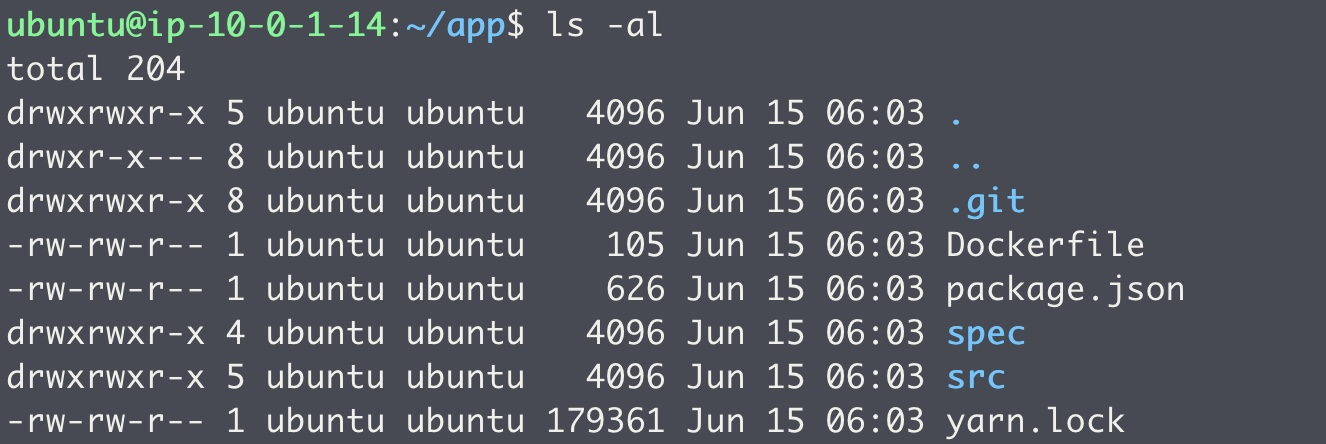 ubuntu@ip-10-0-1-14:~/app$ ls -al
total 204
drwxrwxr-x 5 ubuntu ubuntu   4096 Jun 15 06:03 .
drwxr-x--- 8 ubuntu ubuntu   4096 Jun 15 06:03 ..
drwxrwxr-x 8 ubuntu ubuntu   4096 Jun 15 06:03 .git
-rw-rw-r-- 1 ubuntu ubuntu    105 Jun 15 06:03 Dockerfile
-rw-rw-r-- 1 ubuntu ubuntu    626 Jun 15 06:03 package.json
drwxrwxr-x 4 ubuntu ubuntu   4096 Jun 15 06:03 spec
drwxrwxr-x 5 ubuntu ubuntu   4096 Jun 15 06:03 src
-rw-rw-r-- 1 ubuntu ubuntu 179361 Jun 15 06:03 yarn.lock